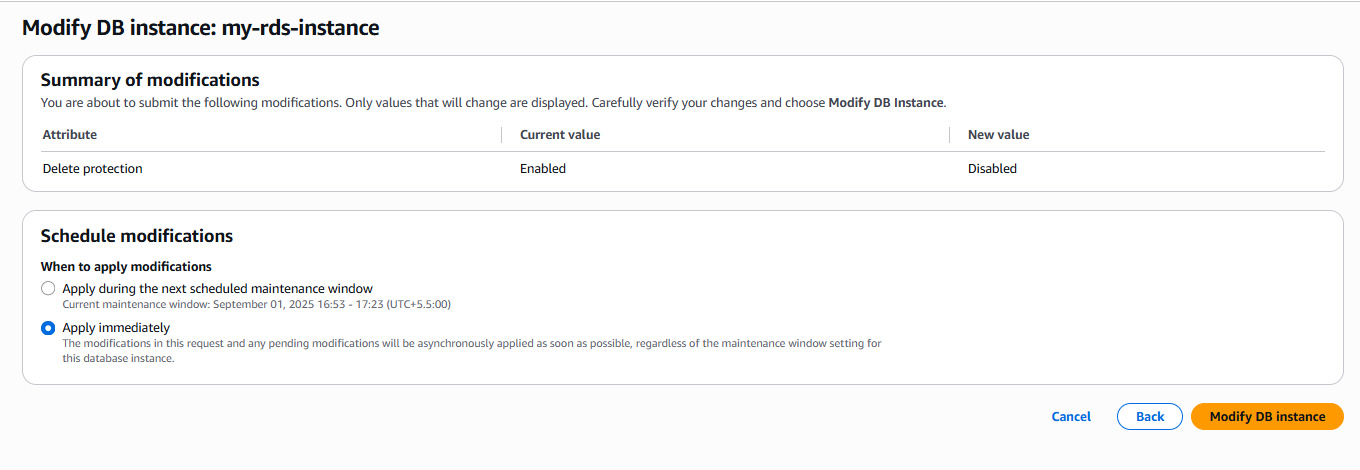 Modify DB instance: my-rds-instance
Summary of modifications
You are about to submit the following modifications. Only values that will change are displayed. Carefully verify your changes and choose Modify DB Instance.
Attribute Current value New value
Delete protection Enabled Disabled
Schedule modifications
When to apply modifications
Apply during the next scheduled maintenance window
Current maintenance window: September 01, 2025 16:53 - 17:23 (UTC+5.5:00)
Apply immediately
The modifications in this request and any pending modifications will be asynchronously applied as soon as possible, regardless of the maintenance window setting for
this database instance.
Cancel Back Modify DB instance